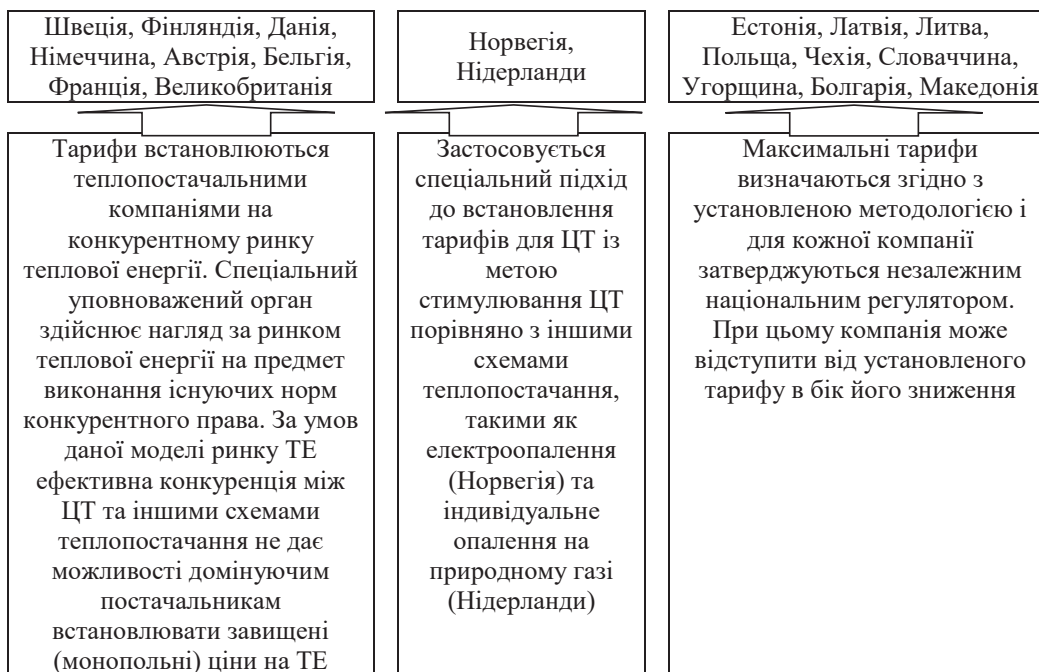 Швеція, Фінляндія, Данія,
Німеччина, Австрія, Бельгія,
Франція, Великобританія
Норвегія,
Нідерланди
Естонія, Латвія, Литва,
Польща, Чехія, Словаччина,
Угорщина, Болгарія, Македонія
Тарифи встановлюються
теплопостачальними
компаніями на
конкурентному ринку
теплової енергії. Спеціальний
уповноважений орган
здійснює нагляд за ринком
теплової енергії на предмет
виконання існуючих норм
конкурентного права. За умов
даної моделі ринку ТЕ
ефективна конкуренція між
ЦТ та іншими схемами
теплопостачання не дає
можливості домінуючим
постачальникам
встановлювати завищені
(монопольні) ціни на ТЕ
Застосовується
спеціальний підхід
до встановлення
тарифів для ЦТ із
метою
стимулювання ЦТ
порівняно з іншими
схемами
теплопостачання,
такими як
електроопалення
(Норвегія) та
індивідуальне
опалення на
природному газі
(Нідерланди)
Максимальні тарифи
визначаються згідно з
установленою методологією і
для кожної компанії
затверджуються незалежним
національним регулятором.
При цьому компанія може
відступити від установленого
тарифу в бік його зниження